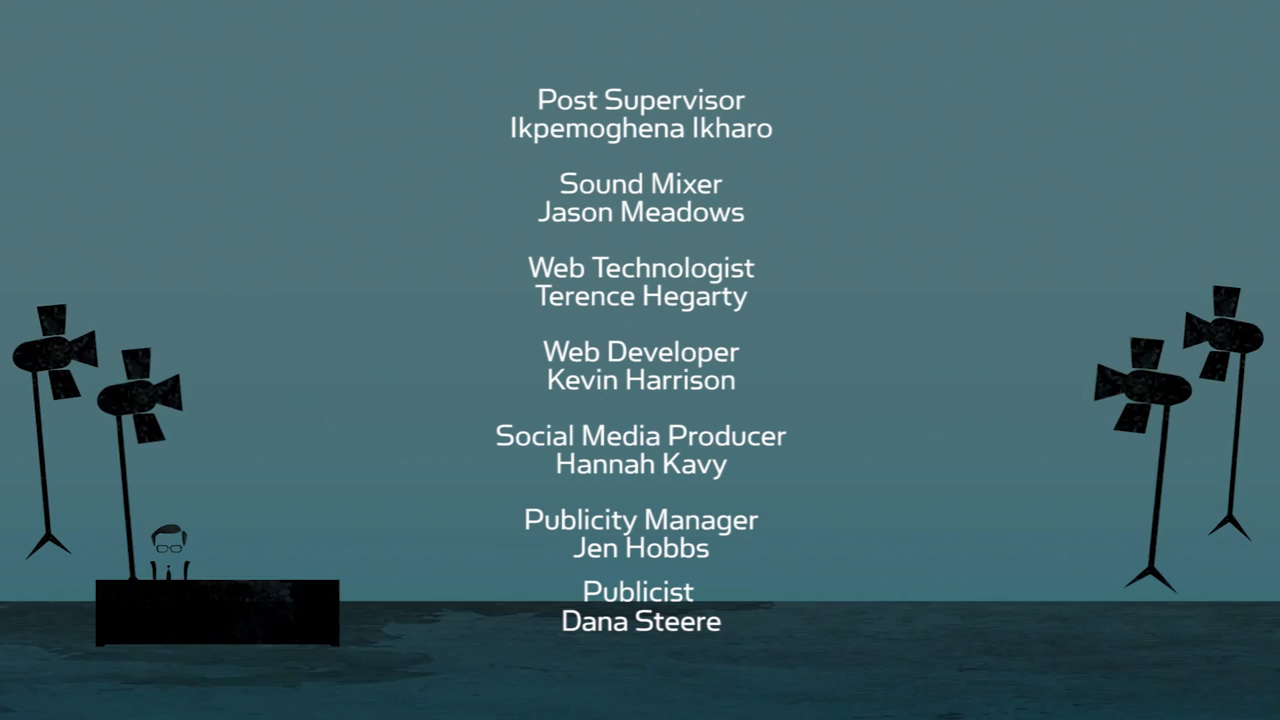 Post Supervisor
Ikpemoghena Ikharo
Sound Mixer
Jason Meadows
Web Technologist
Terence Hegarty
Web Developer
Kevin Harrison
Social Media Producer
Hannah Kavy
Publicity Manager
Jen Hobbs
Publicist
Dana Steere